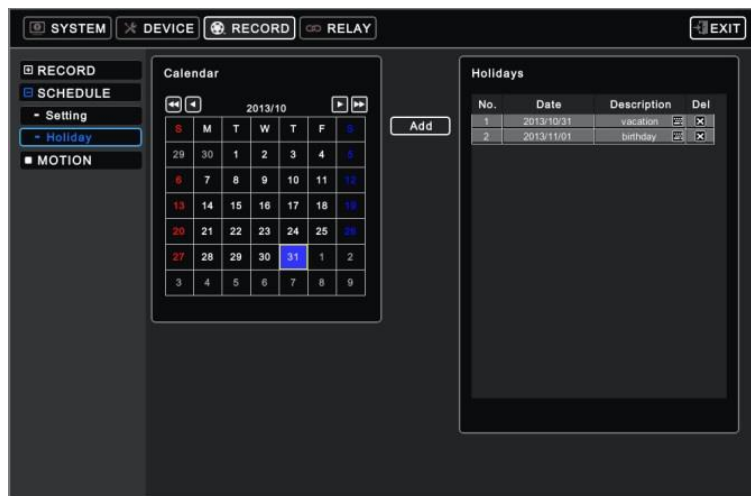 SYSTEM DEVICE RECORD RELAY EXIT
RECORD
SCHEDULE
- Setting
- Holiday
MOTION
Calendar
2013/10
S M T W T F S
29 30 1 2 3 4 5
6 7 8 9 10 11 12
13 14 15 16 17 18 19
20 21 22 23 24 25 26
27 28 29 30 31 1 2
3 4 5 6 7 8 9
Add
Holidays
No. Date Description Del
1 2013/10/31 vacation
2 2013/11/01 birthday